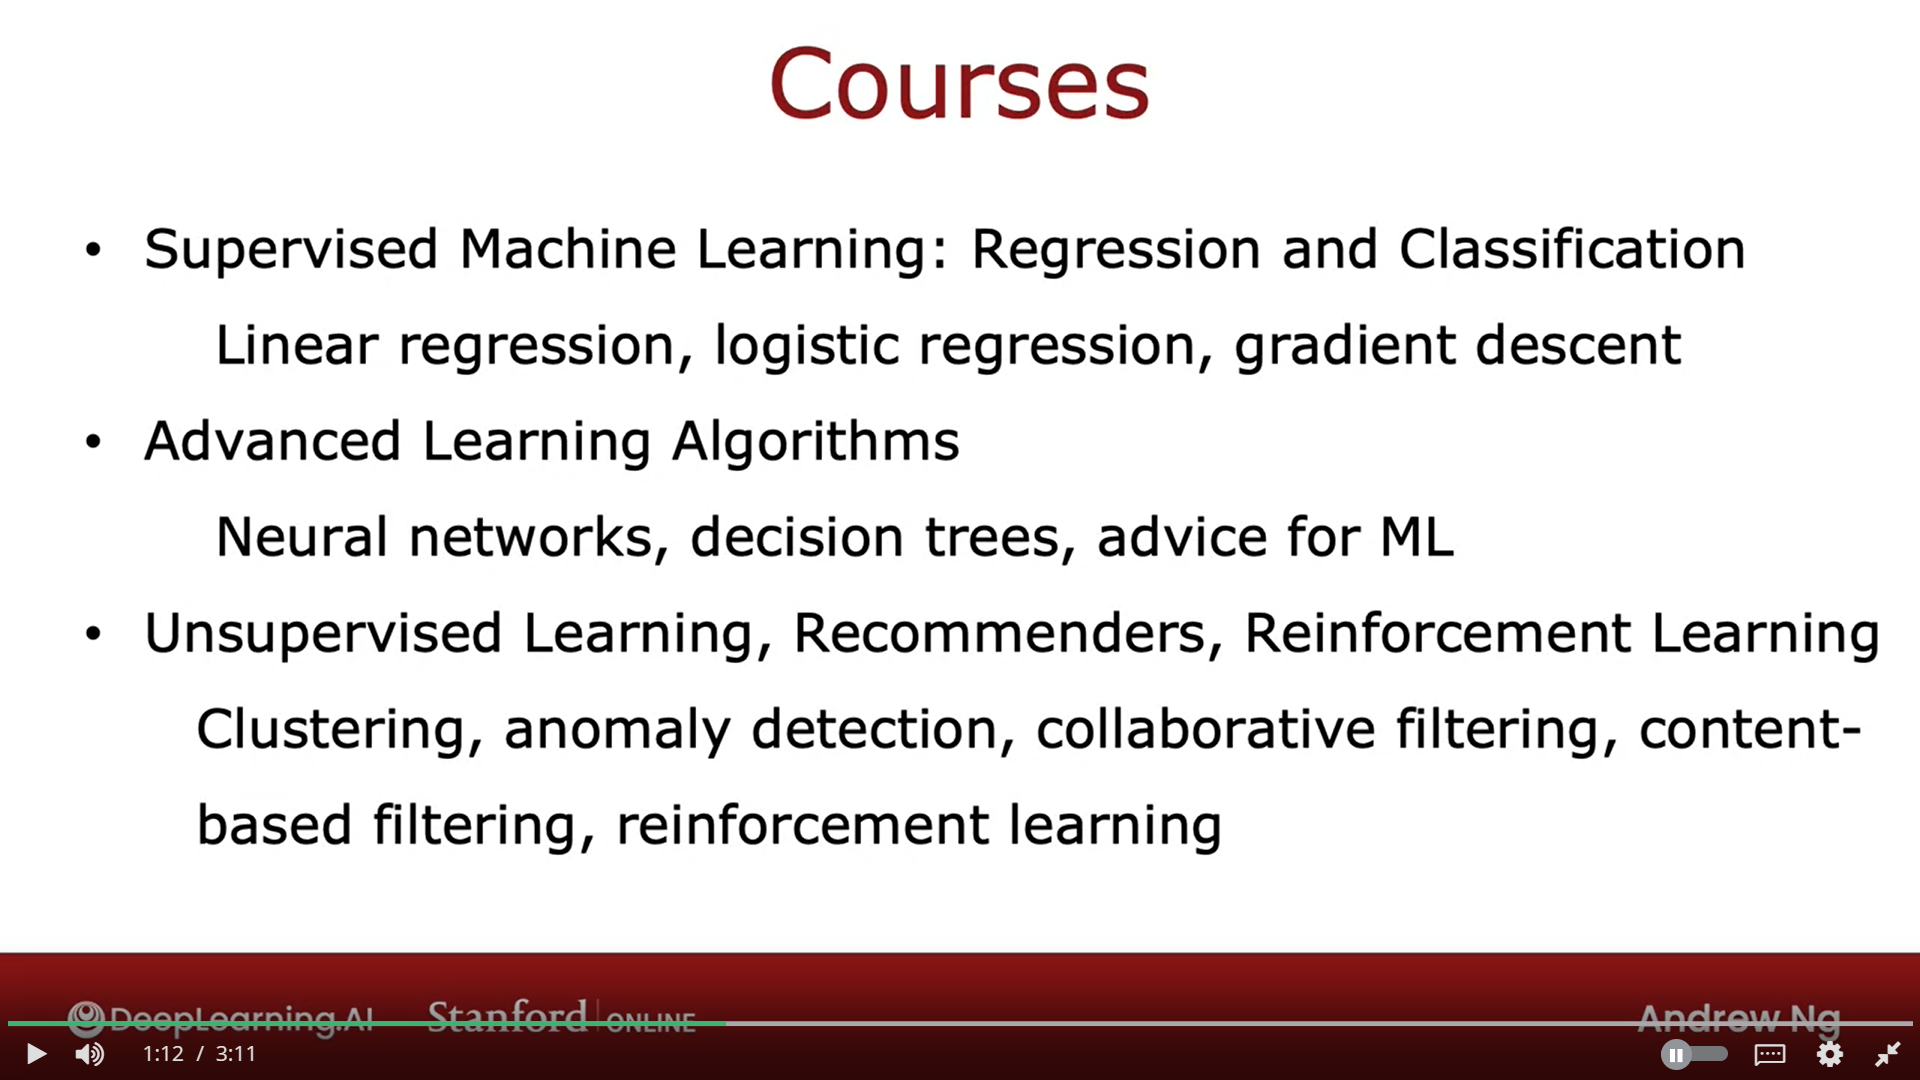 Courses
• Supervised Machine Learning: Regression and Classification
Linear regression, logistic regression, gradient descent
• Advanced Learning Algorithms
Neural networks, decision trees, advice for ML
• Unsupervised Learning, Recommenders, Reinforcement Learning
Clustering, anomaly detection, collaborative filtering, content-
based filtering, reinforcement learning
DeepLearning.AI Stanford | ONLINE Andrew Ng
1:12 / 3:11